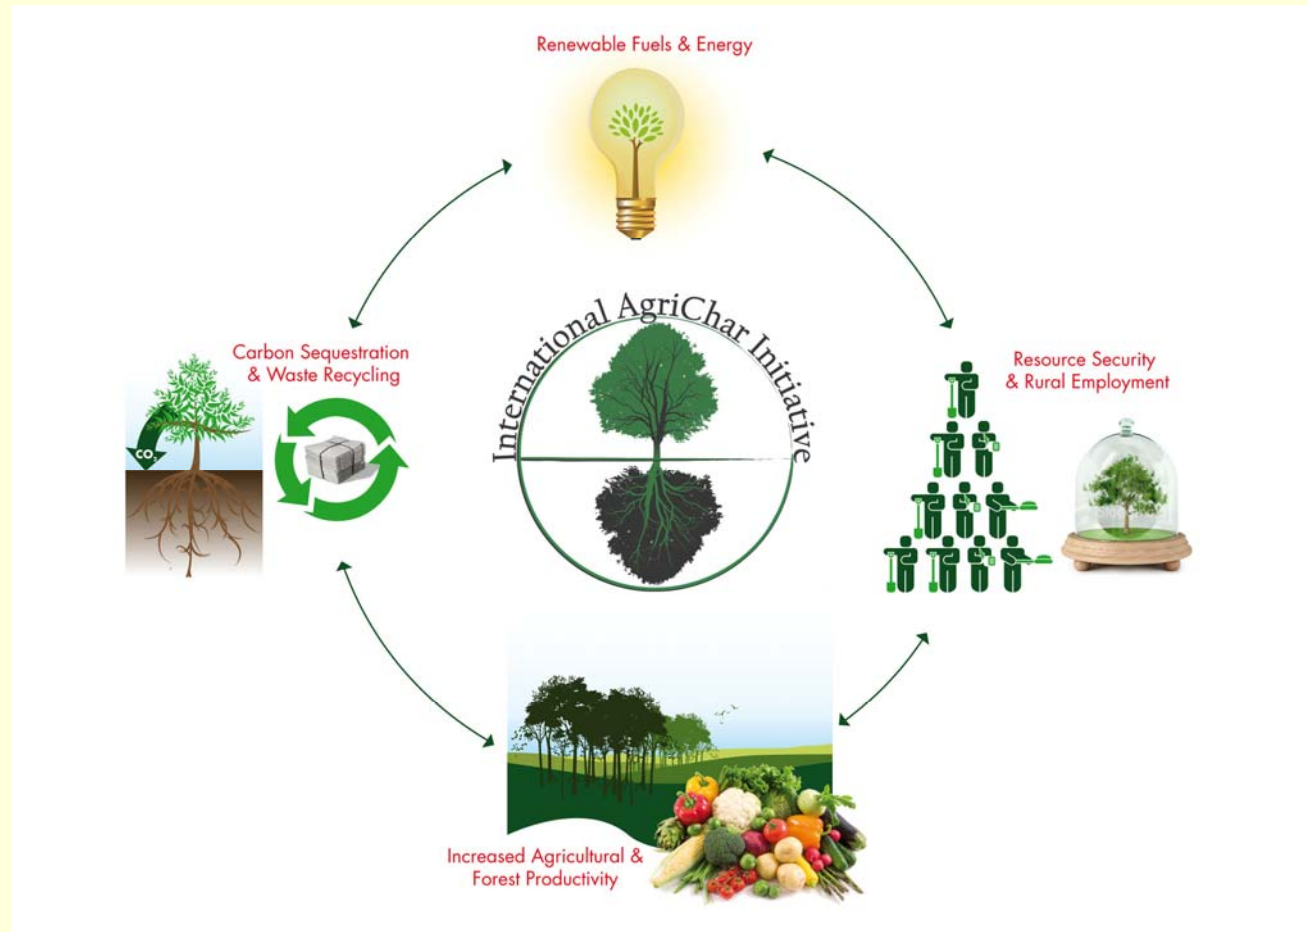 Renewable Fuels & Energy
International AgriChar Initiative
Carbon Sequestration
& Waste Recycling
CO2
Resource Security
& Rural Employment
Increased Agricultural &
Forest Productivity